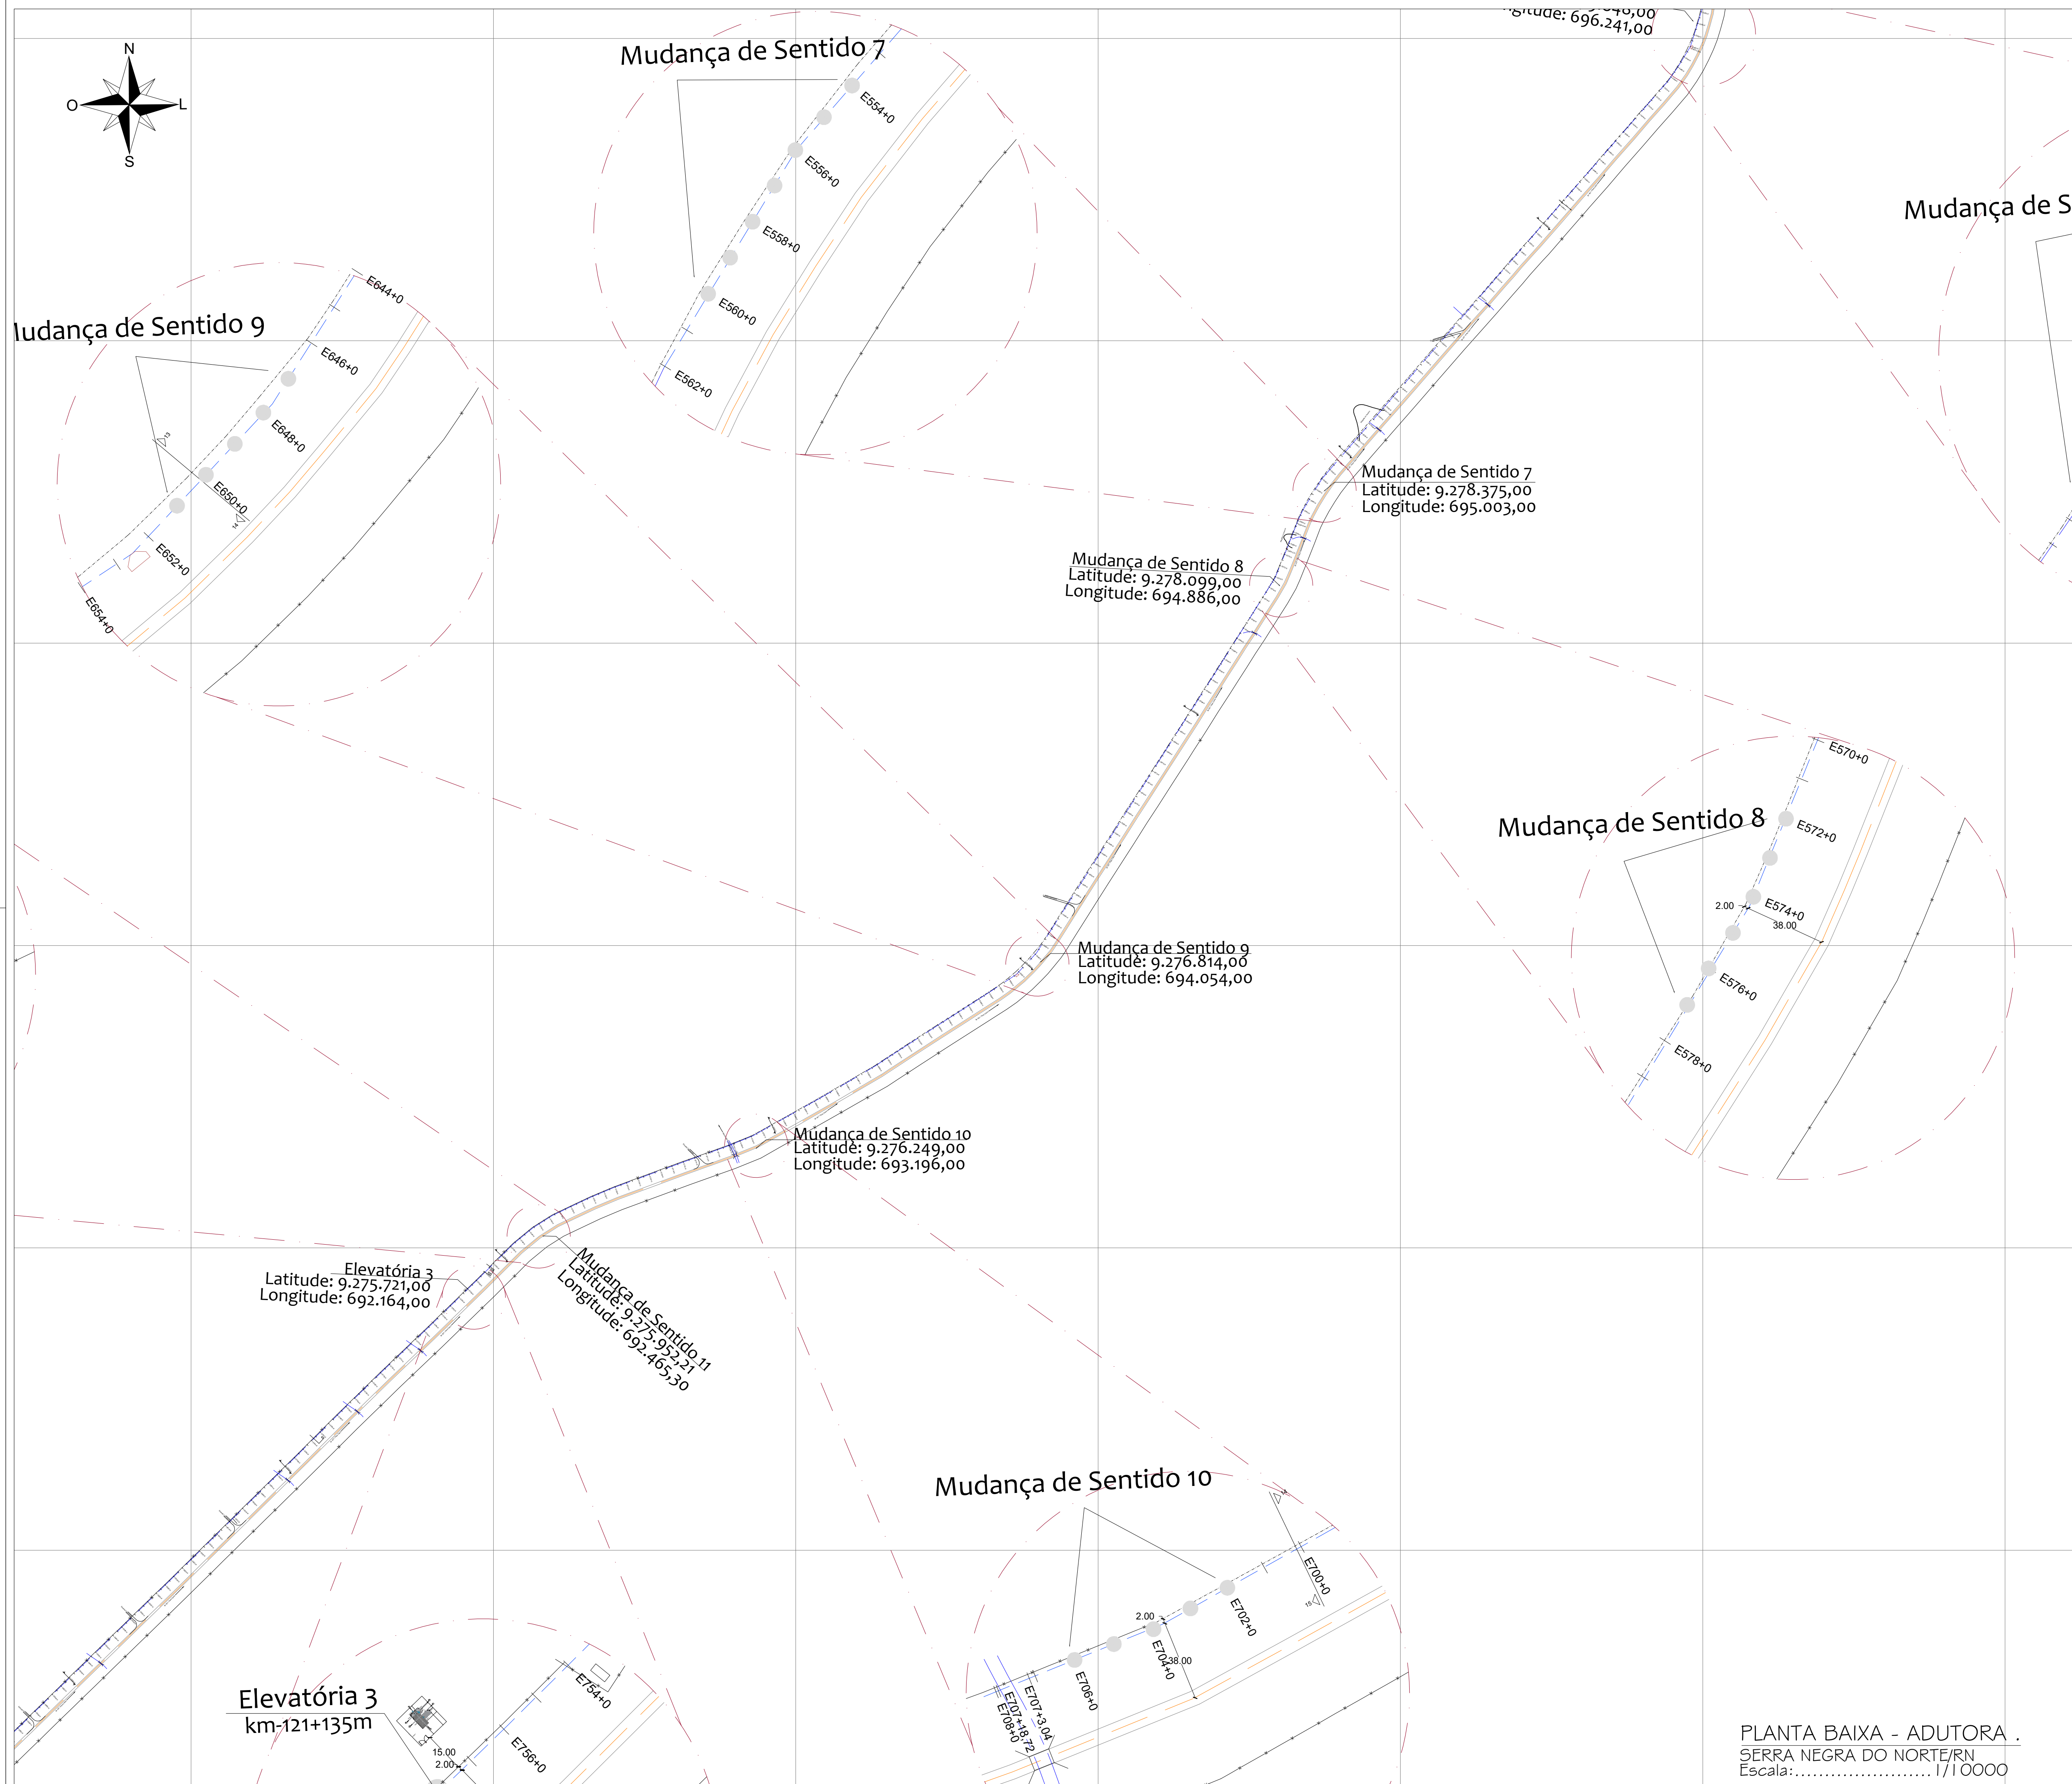 N
O
L
S
Mudança de Sentido 7
E554+0
E556+0
E558+0
E560+0
E562+0
696.241,00
Mudança de S
udança de Sentido 9
E644+0
E646+0
E648+0
E650+0
E652+0
E654+0
13
14
Mudança de Sentido 7
Latitude: 9.278.375,00
Longitude: 695.003,00
Mudança de Sentido 8
Latitude: 9.278.099,00
Longitude: 694.886,00
Mudança de Sentido 8
E570+0
E572+0
E574+0
2.00
38.00
E576+0
E578+0
Mudança de Sentido 9
Latitude: 9.276.814,00
Longitude: 694.054,00
Mudança de Sentido 10
Latitude: 9.276.249,00
Longitude: 693.196,00
Elevatória 3
Latitude: 9.275.721,00
Longitude: 692.164,00
Mudança de Sentido 11
Latitude: 9.275.952,21
Longitude: 692.465,30
Mudança de Sentido 10
E700+0
15
E702+0
2.00
E704+0
38.00
E706+0
E707+3.04
E707+18.72
E708+0
Elevatória 3
km-121+135m
E754+0
E756+0
15.00
2.00
PLANTA BAIXA - ADUTORA .
SERRA NEGRA DO NORTE/RN
Escala:.......................1/10000